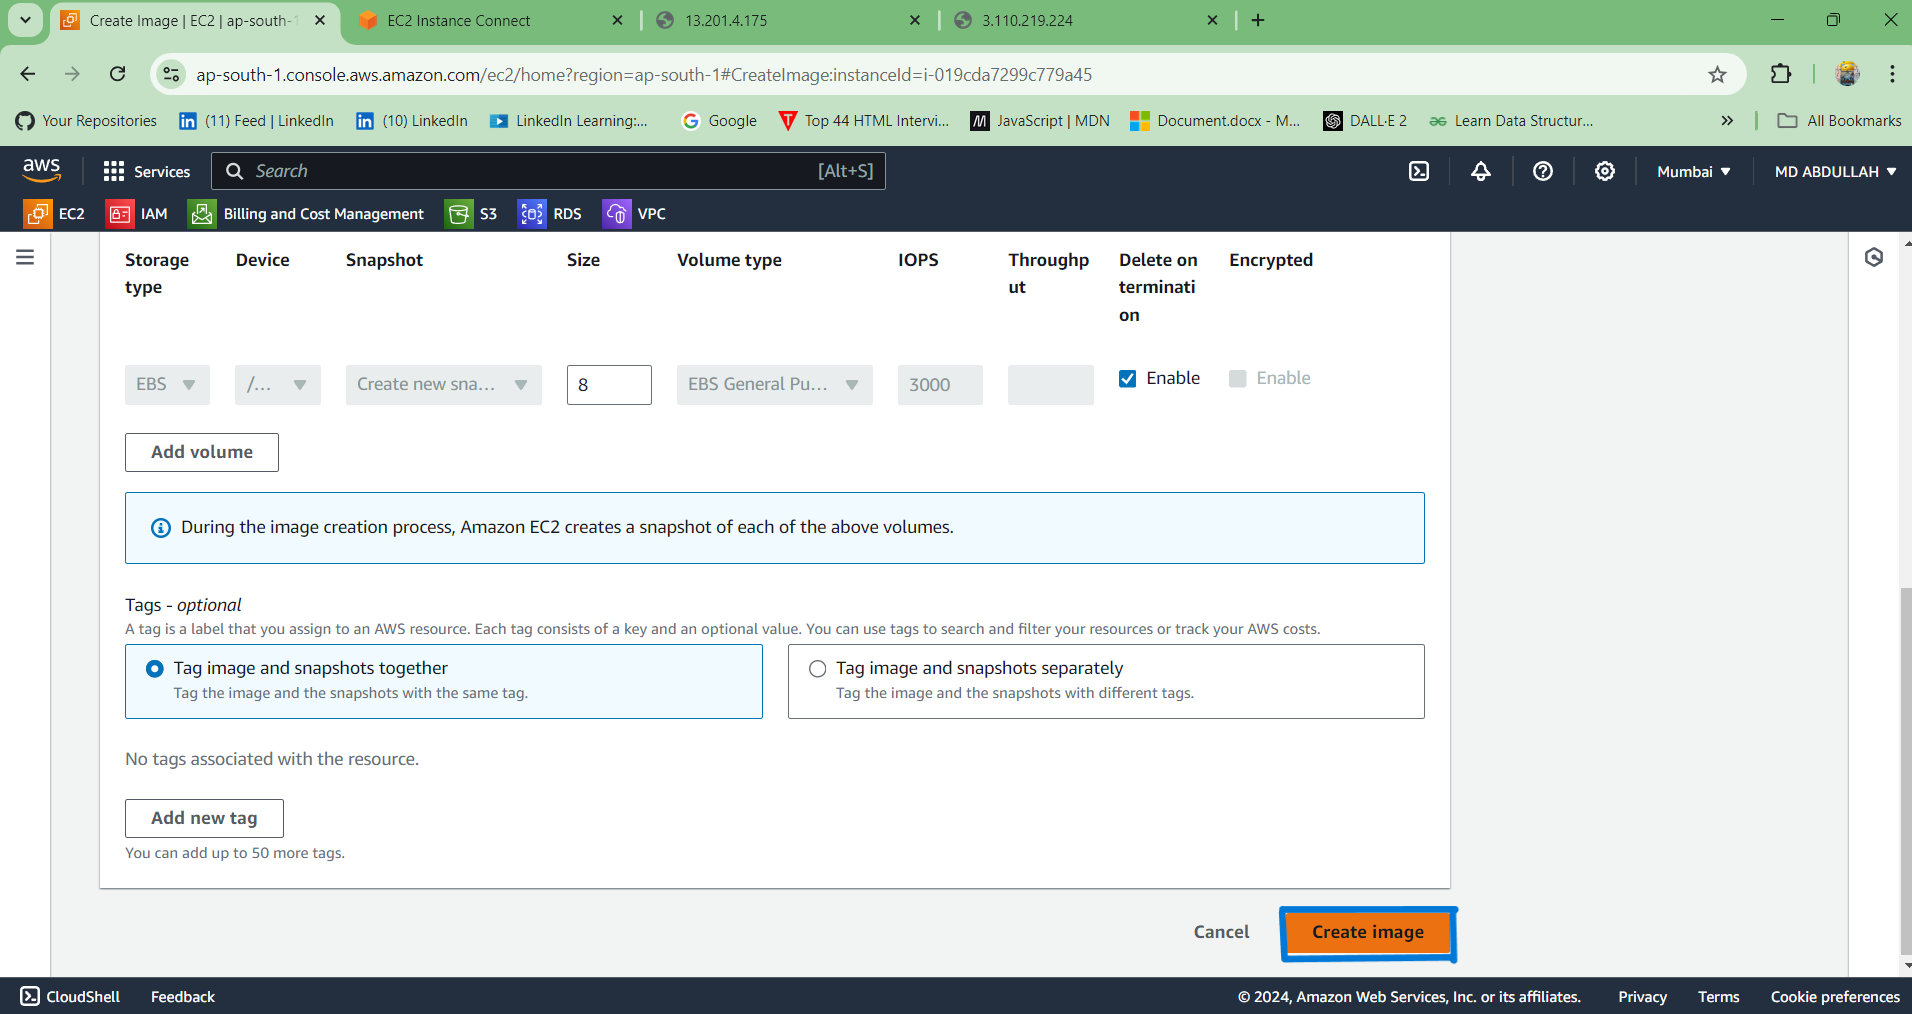 Create Image | EC2 | ap-south-1
EC2 Instance Connect
13.201.4.175
3.110.219.224
ap-south-1.console.aws.amazon.com/ec2/home?region=ap-south-1#CreateImage:instanceId=i-019cda7299c779a45
Your Repositories
(11) Feed | LinkedIn
(10) LinkedIn
LinkedIn Learning:...
Google
Top 44 HTML Intervi...
JavaScript | MDN
Document.docx - M...
DALL·E 2
Learn Data Structur...
All Bookmarks
aws
Services
Search
[Alt+S]
Mumbai
MD ABDULLAH
EC2
IAM
Billing and Cost Management
S3
RDS
VPC
Storage type
Device
Snapshot
Size
Volume type
IOPS
Throughp
ut
Delete on
terminati
on
Encrypted
EBS
/...
Create new sna...
8
EBS General Pu...
3000
Enable
Enable
Add volume
During the image creation process, Amazon EC2 creates a snapshot of each of the above volumes.
Tags - optional
A tag is a label that you assign to an AWS resource. Each tag consists of a key and an optional value. You can use tags to search and filter your resources or track your AWS costs.
Tag image and snapshots together
Tag the image and the snapshots with the same tag.
Tag image and snapshots separately
Tag the image and the snapshots with different tags.
No tags associated with the resource.
Add new tag
You can add up to 50 more tags.
Cancel
Create image
CloudShell
Feedback
© 2024, Amazon Web Services, Inc. or its affiliates.
Privacy
Terms
Cookie preferences